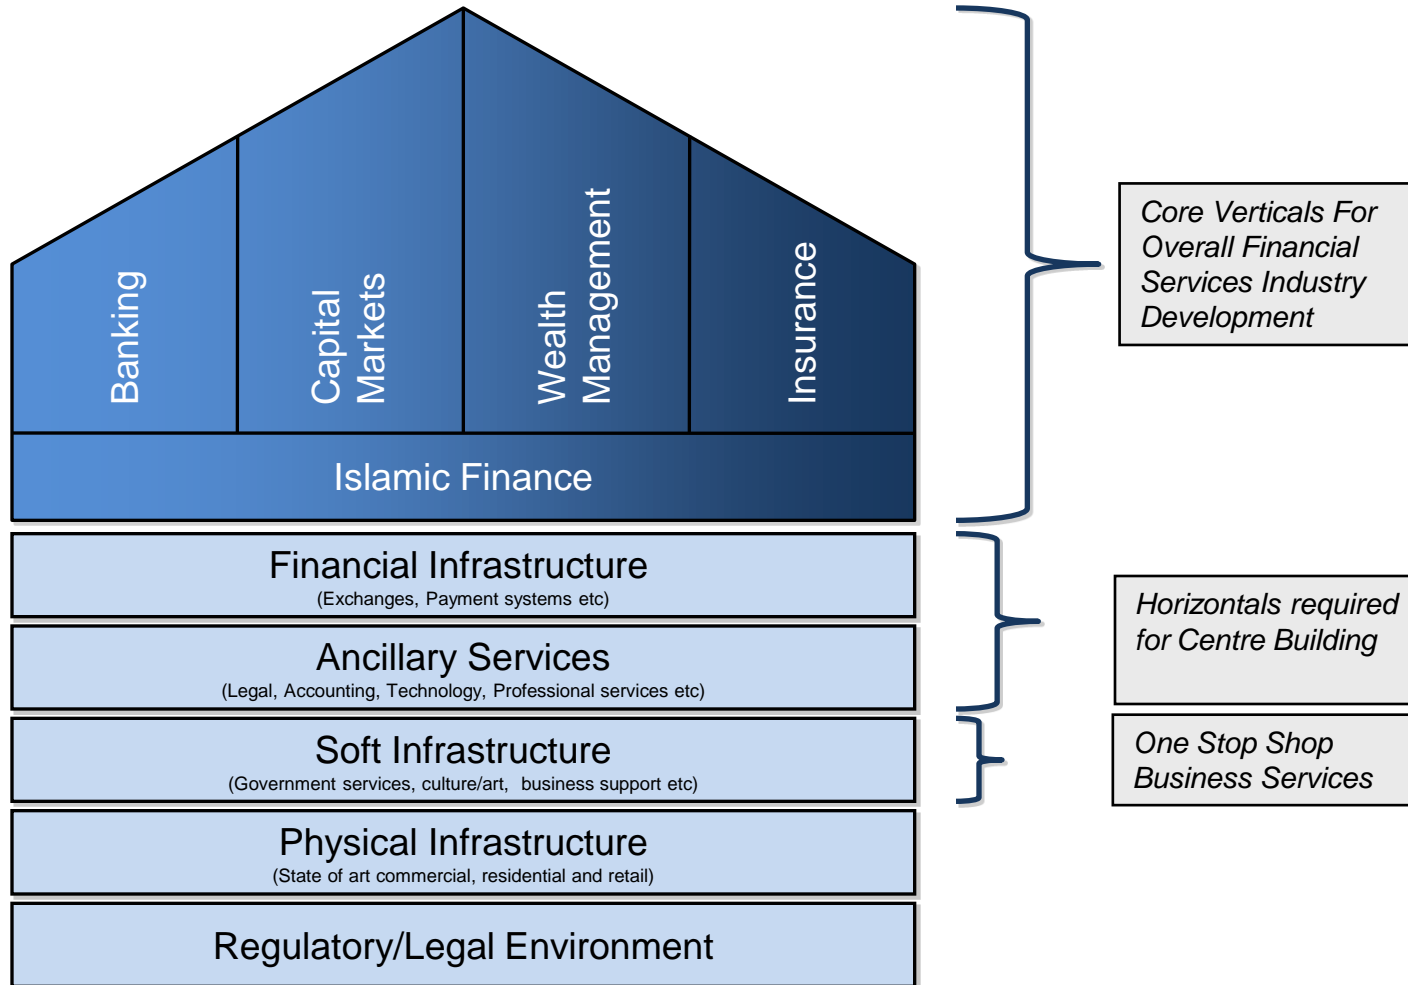 Banking
Capital
Markets
Wealth
Management
Insurance
Islamic Finance
Core Verticals For
Overall Financial
Services Industry
Development
Financial Infrastructure
(Exchanges, Payment systems etc)
Ancillary Services
(Legal, Accounting, Technology, Professional services etc)
Horizontals required
for Centre Building
Soft Infrastructure
(Government services, culture/art,  business support etc)
One Stop Shop
Business Services
Physical Infrastructure
(State of art commercial, residential and retail)
Regulatory/Legal Environment